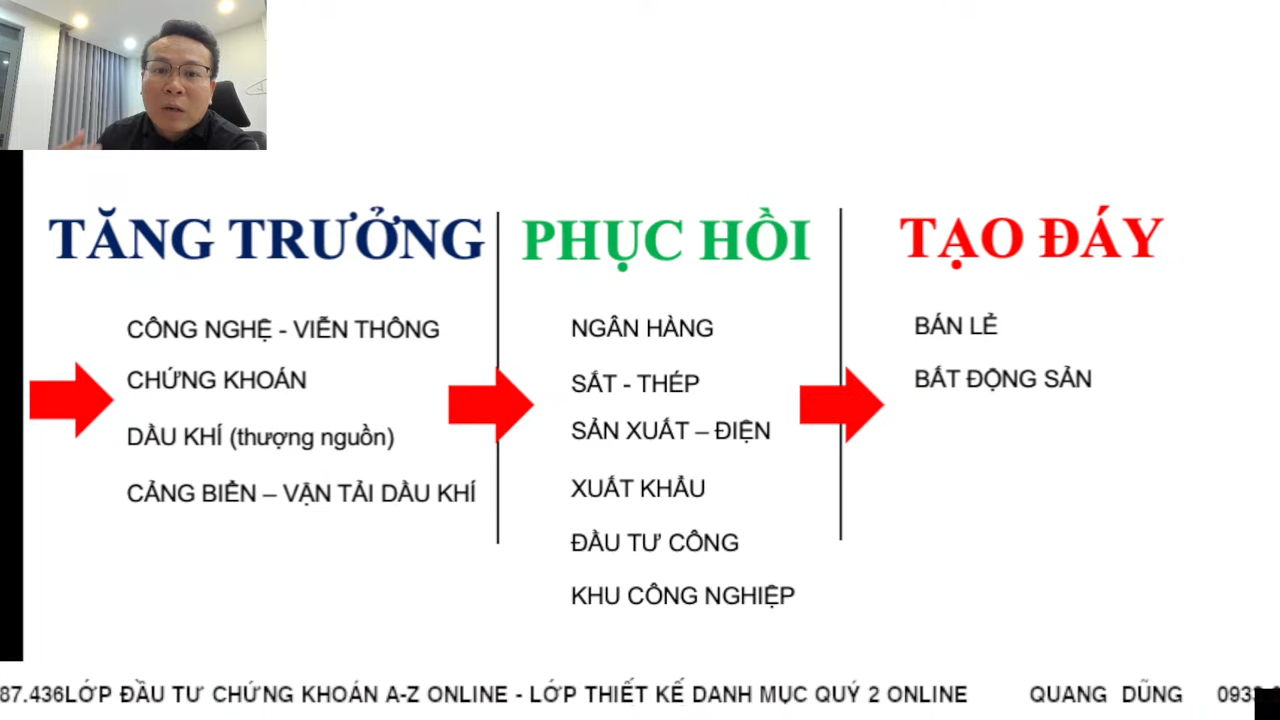 TĂNG TRƯỞNG
CÔNG NGHỆ - VIỄN THÔNG
CHỨNG KHOÁN
DẦU KHÍ (thượng nguồn)
CẢNG BIỂN – VẬN TẢI DẦU KHÍ
PHỤC HỒI
NGÂN HÀNG
SẮT - THÉP
SẢN XUẤT – ĐIỆN
XUẤT KHẨU
ĐẦU TƯ CÔNG
KHU CÔNG NGHIỆP
TẠO ĐÁY
BÁN LẺ
BẤT ĐỘNG SẢN
87.436LỚP ĐẦU TƯ CHỨNG KHOÁN A-Z ONLINE - LỚP THIẾT KẾ DANH MỤC QUÝ 2 ONLINE QUANG DŨNG